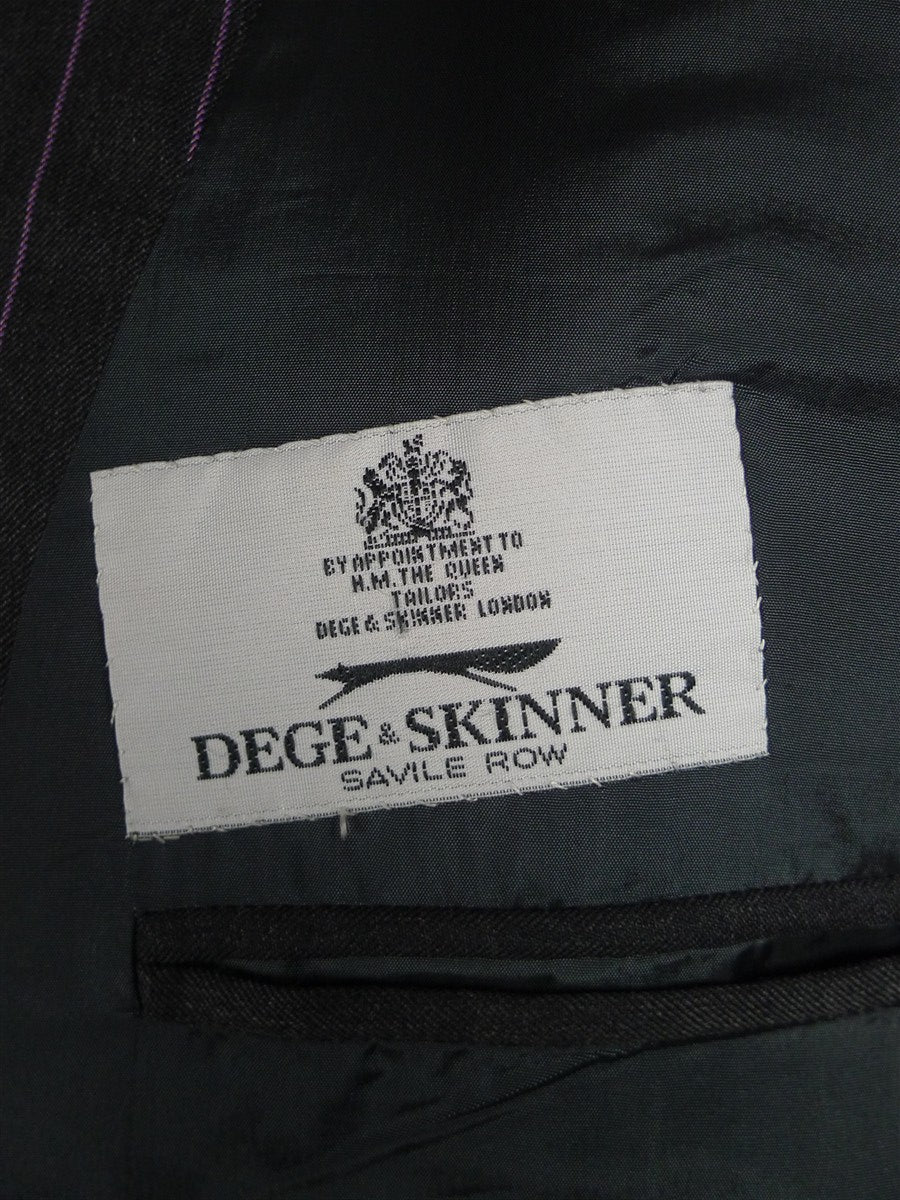 BY APPOINTMENT TO
H.M. THE QUEEN
TAILORS
DEGE & SKINNER LONDON
DEGE & SKINNER
SAVILE ROW